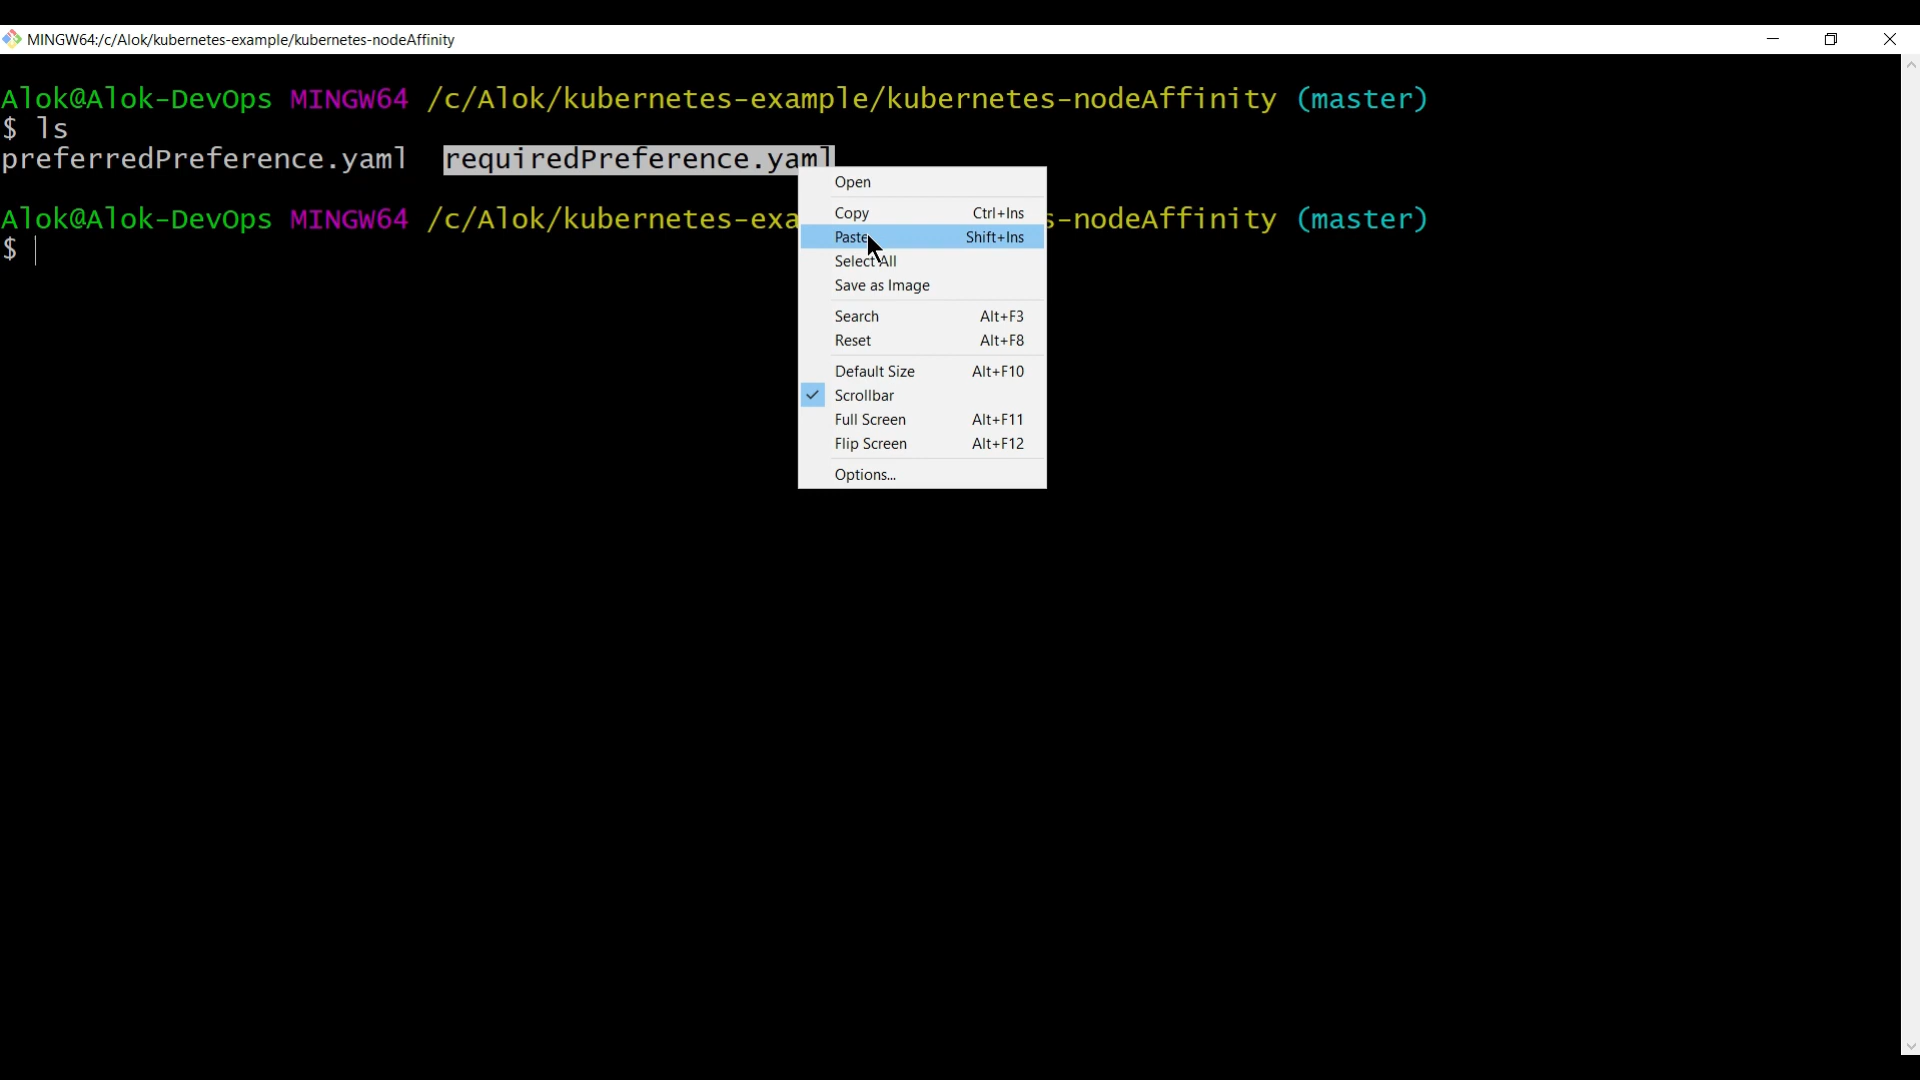 MINGW64:/c/Alok/kubernetes-example/kubernetes-nodeAffinity
Alok@Alok-DevOps MINGW64 /c/Alok/kubernetes-example/kubernetes-nodeAffinity (master)
$ ls
preferredPreference.yaml requiredPreference.yaml
Alok@Alok-DevOps MINGW64 /c/Alok/kubernetes-exa s-nodeAffinity (master)
$
Open
Copy Ctrl+Ins
Paste Shift+Ins
Select All
Save as Image
Search Alt+F3
Reset Alt+F8
Default Size Alt+F10
Scrollbar
Full Screen Alt+F11
Flip Screen Alt+F12
Options...